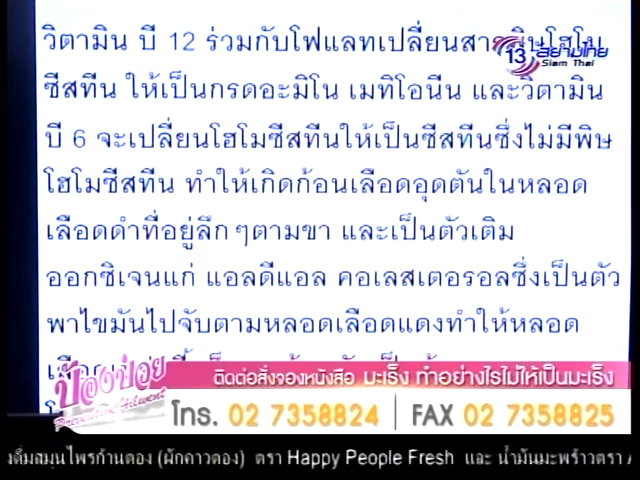 วิตามิน บี 12 ร่วมกับโฟเลทเปลี่ยนสารพิษโฮโม
13 สยามไทย
Siam Thai
ซีสทีน ให้เป็นกรดอะมิโน เมทิโอนีน และวิตามิน
บี 6 จะเปลี่ยนโฮโมซีสทีนให้เป็นซีสทีนซึ่งไม่มีพิษ
โฮโมซีสทีน ทำให้เกิดก้อนเลือดอุดตันในหลอด
เลือดดำที่อยู่ลึกๆตามขา และเป็นตัวเติม
ออกซิเจนแก่ แอลดีแอล คอเลสเตอรอลซึ่งเป็นตัว
พาไขมันไปจับตามหลอดเลือดแดงทำให้หลอด
ป้องป่วย
ติดต่อสั่งจองหนังสือ มะเร็ง ทำอย่างไรไม่ให้เป็นมะเร็ง
โทร. 02 7358824 | FAX 02 7358825
งดื่มสมุนไพรก้านตอง (ผักคาวตอง) ตรา Happy People Fresh และ น้ำมันมะพร้าวตรา